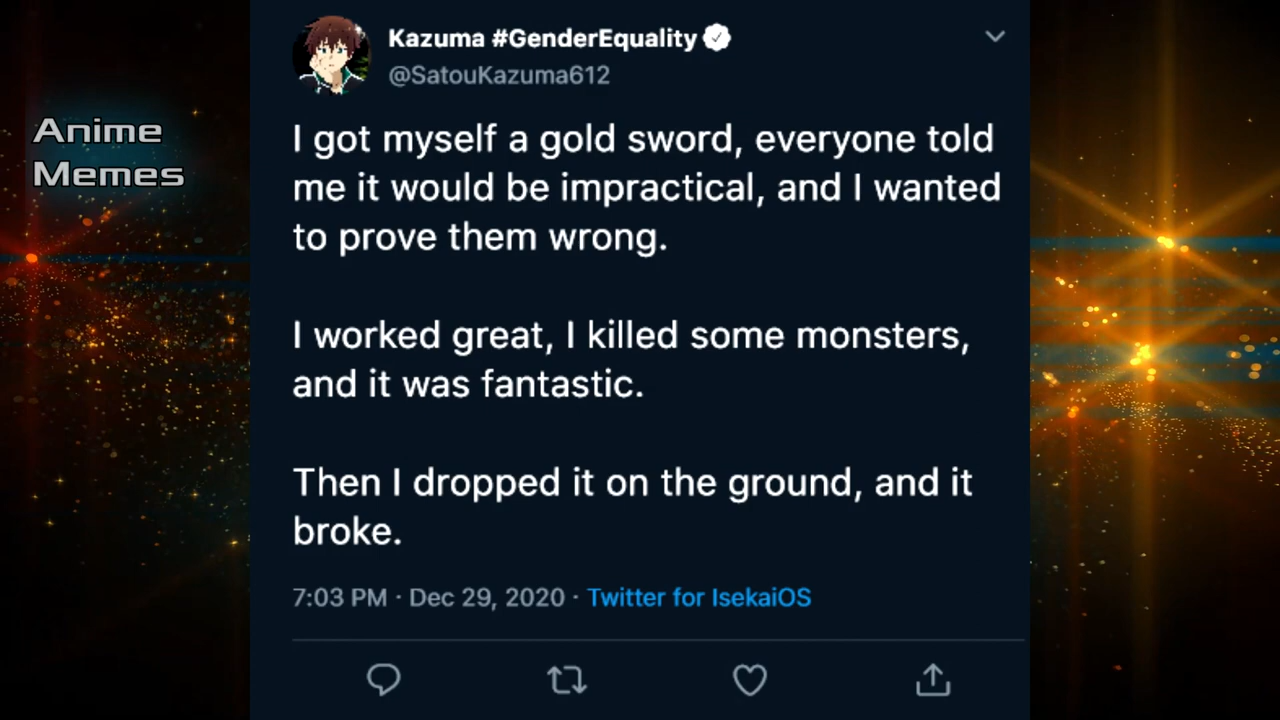 Anime
Memes
Kazuma #GenderEquality
@SatouKazuma612
I got myself a gold sword, everyone told
me it would be impractical, and I wanted
to prove them wrong.
I worked great, I killed some monsters,
and it was fantastic.
Then I dropped it on the ground, and it
broke.
7:03 PM · Dec 29, 2020 · Twitter for IsekaiOS